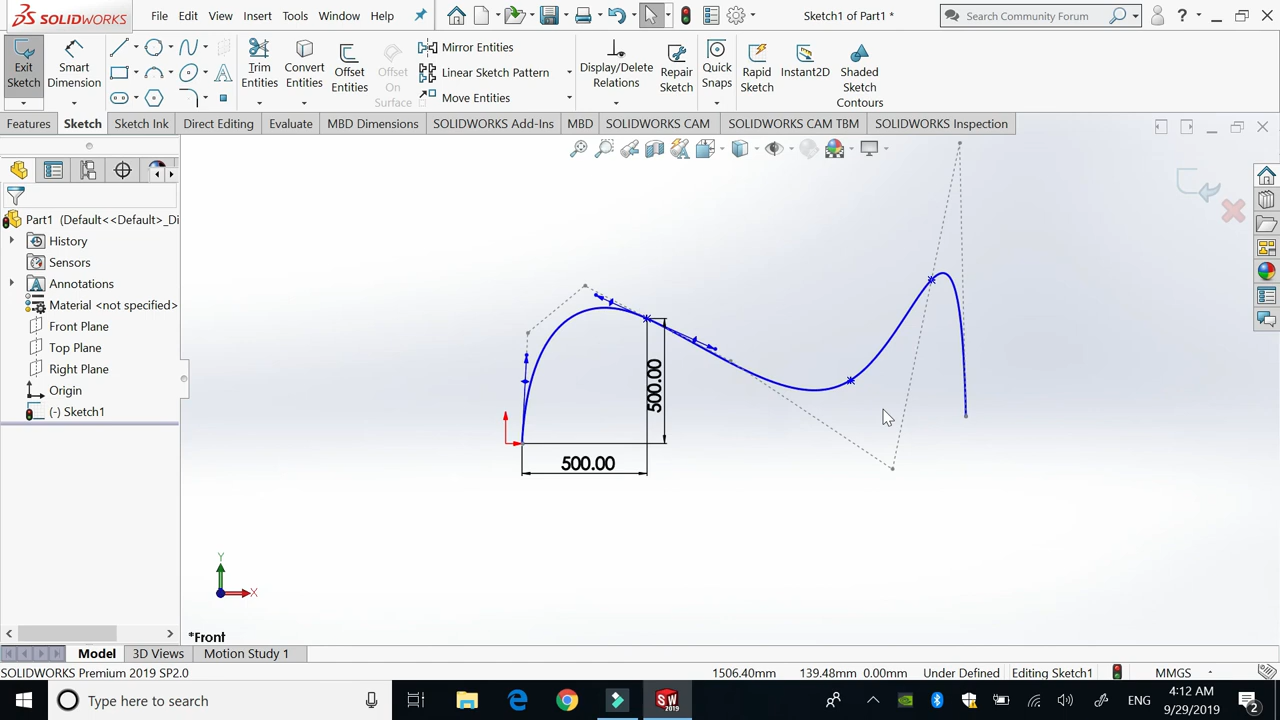 SOLIDWORKS File Edit View Insert Tools Window Help Sketch1 of Part1 * Search Community Forum ?
Exit Sketch
Smart Dimension
Trim Entities
Convert Entities
Offset Entities
Offset On Surface
Mirror Entities
Linear Sketch Pattern
Move Entities
Display/Delete Relations
Repair Sketch
Quick Snaps
Rapid Sketch
Instant2D
Shaded Sketch Contours
Features Sketch Sketch Ink Direct Editing Evaluate MBD Dimensions SOLIDWORKS Add-Ins MBD SOLIDWORKS CAM SOLIDWORKS CAM TBM SOLIDWORKS Inspection
Part1 (Default<<Default>_Di
History
Sensors
Annotations
Material <not specified>
Front Plane
Top Plane
Right Plane
Origin
(-) Sketch1
500.00
500.00
Y
X
*Front
Model 3D Views Motion Study 1
SOLIDWORKS Premium 2019 SP2.0 1506.40mm 139.48mm 0.00mm Under Defined Editing Sketch1 MMGS
Type here to search
SW 2019
ENG
4:12 AM
9/29/2019
2